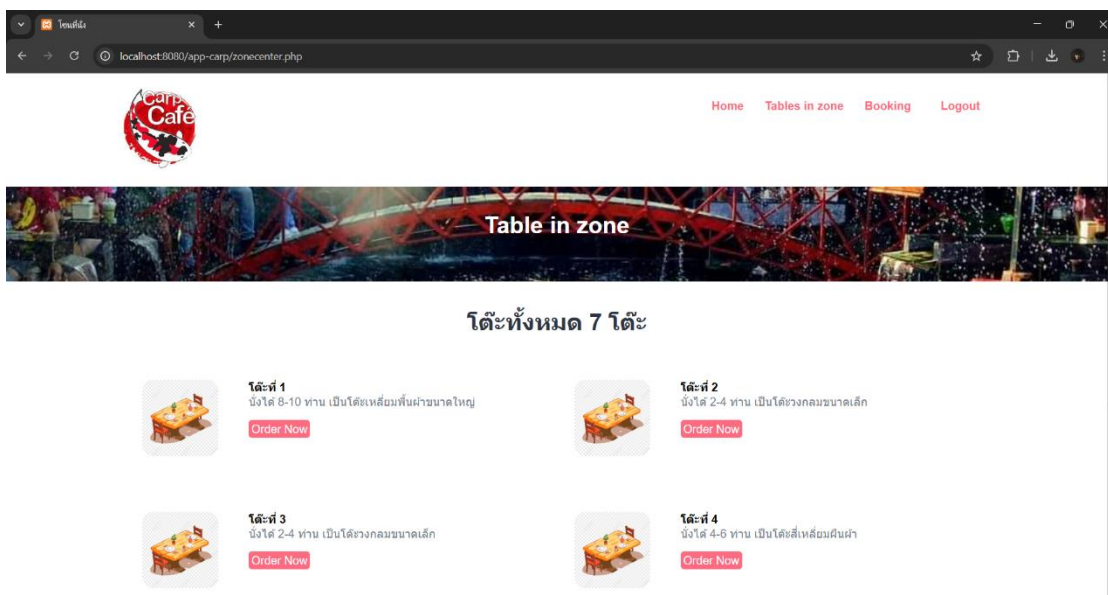 โซนที่นั่ง
localhost:8080/app-carp/zonecenter.php
Carp
Café
Home Tables in zone Booking Logout
Table in zone
โต๊ะทั้งหมด 7 โต๊ะ
โต๊ะที่ 1
นั่งได้ 8-10 ท่าน เป็นโต๊ะเหลี่ยมพื้นผ้าขนาดใหญ่
Order Now
โต๊ะที่ 2
นั่งได้ 2-4 ท่าน เป็นโต๊ะวงกลมขนาดเล็ก
Order Now
โต๊ะที่ 3
นั่งได้ 2-4 ท่าน เป็นโต๊ะวงกลมขนาดเล็ก
Order Now
โต๊ะที่ 4
นั่งได้ 4-6 ท่าน เป็นโต๊ะสี่เหลี่ยมผืนผ้า
Order Now